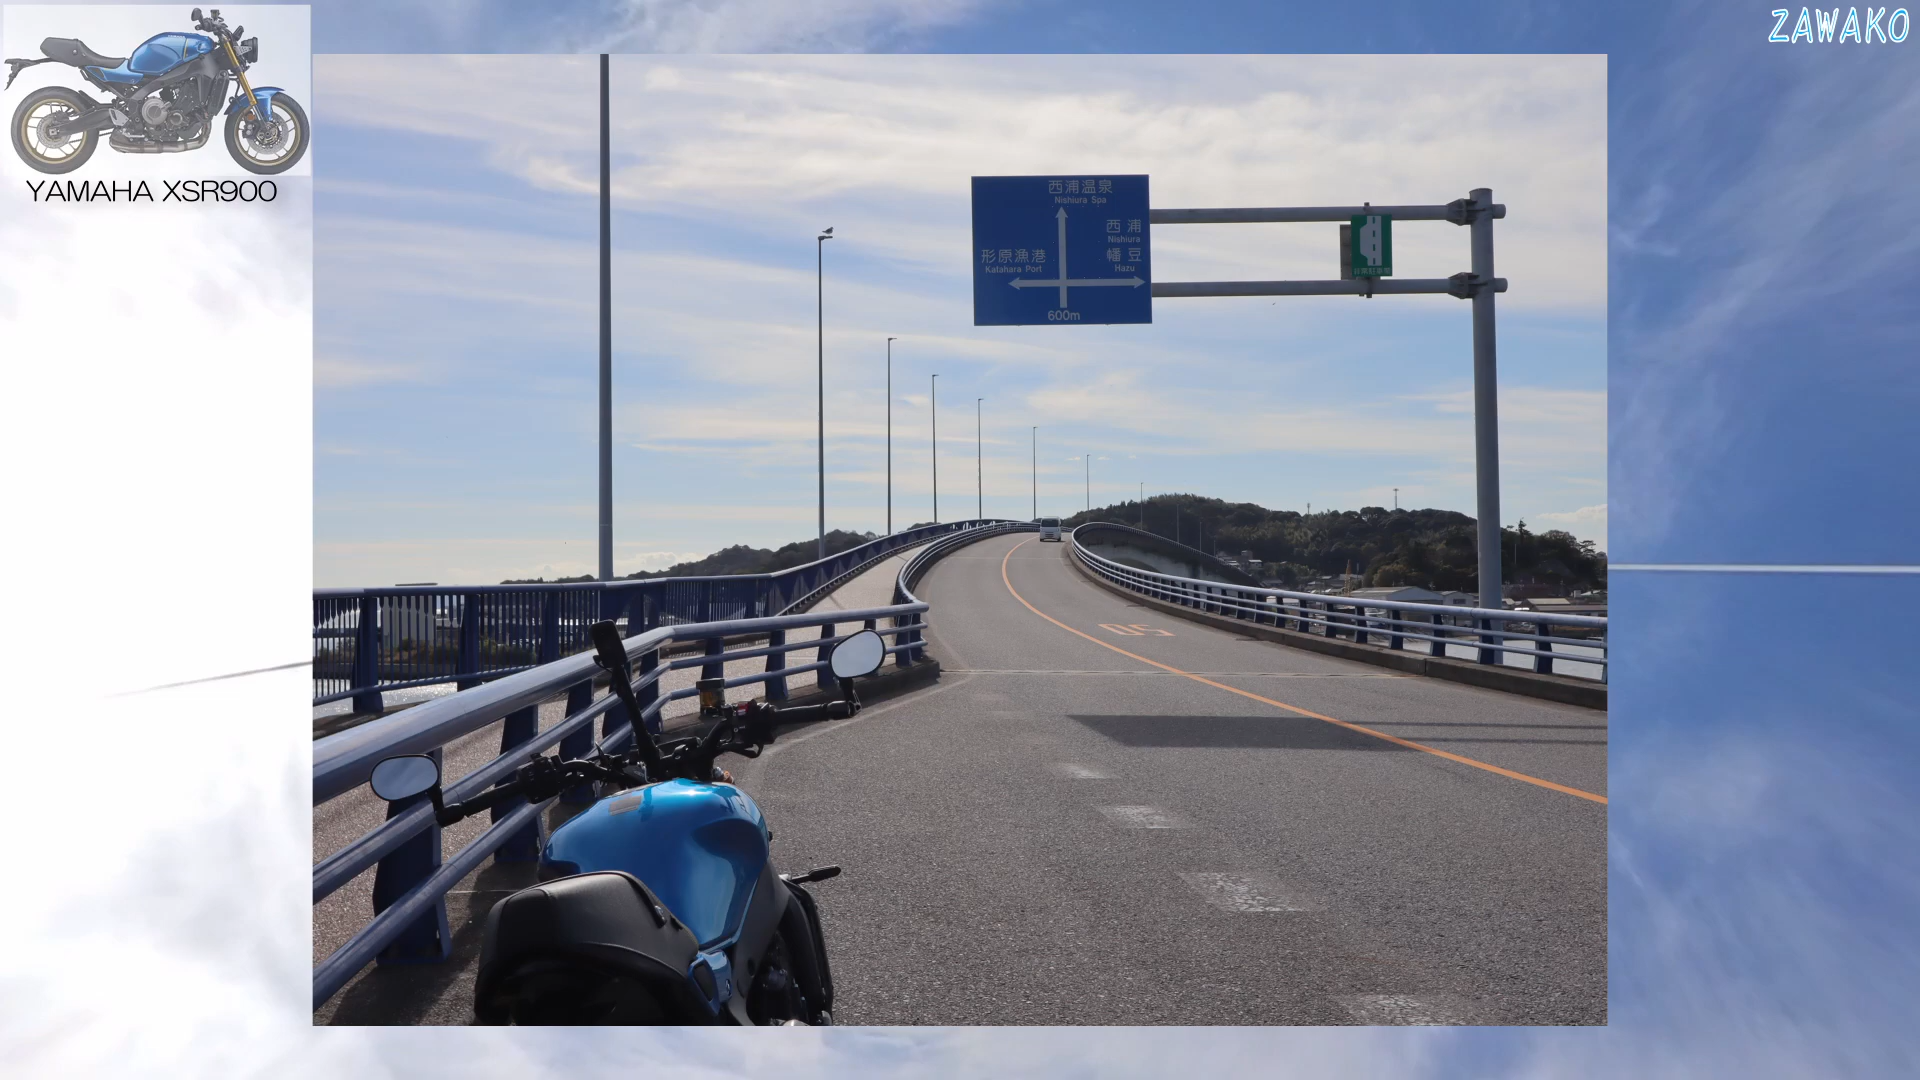 YAMAHA XSR900
ZAWAKO
西浦温泉
Nishiura Spa
西浦
Nishiura
形原漁港
Katahara Port
幡豆
Hazu
600m
50